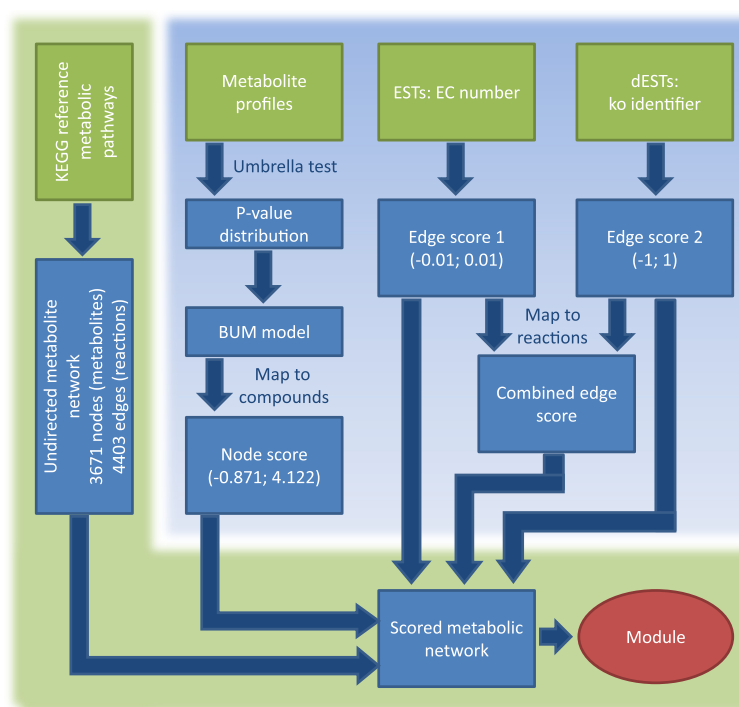 KEGG reference
metabolic
pathways
Metabolite
profiles
ESTs: EC number
dESTs:
ko identifier
Umbrella test
P-value
distribution
Edge score 1
(-0.01; 0.01)
Edge score 2
(-1; 1)
Undirected metabolite
network
3671 nodes (metabolites)
4403 edges (reactions)
BUM model
Map to
reactions
Map to
compounds
Combined edge
score
Node score
(-0.871; 4.122)
Scored metabolic
network
Module